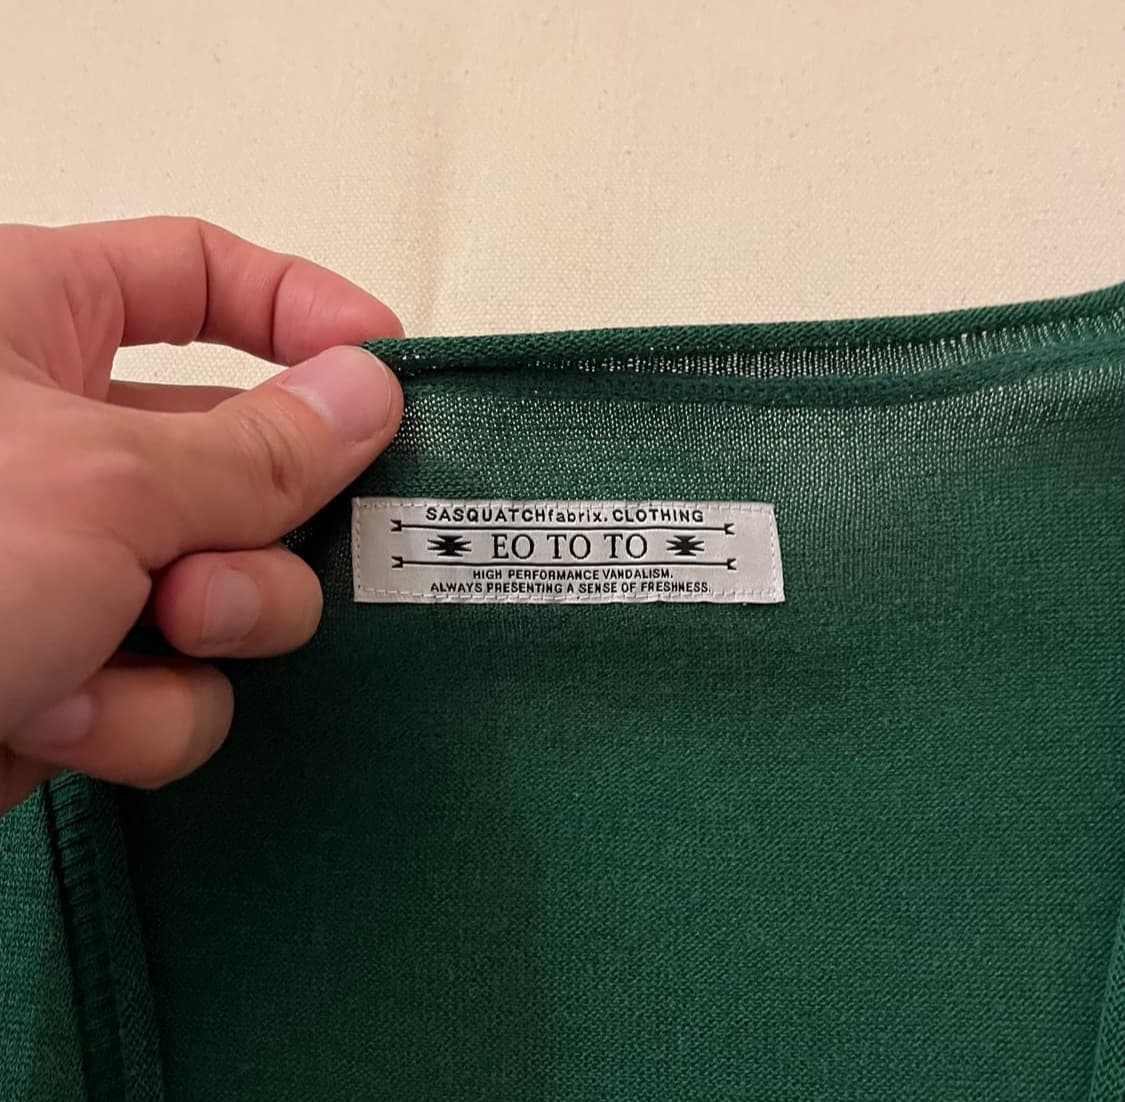 SASQUATCHfabrix. CLOTHING
EO TO TO
HIGH PERFORMANCE VANDALISM.
ALWAYS PRESENTING A SENSE OF FRESHNESS.